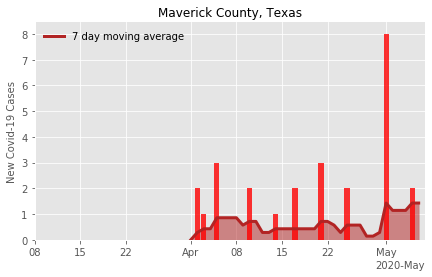 Maverick County, Texas
7 day moving average
New Covid-19 Cases
8
7
6
5
4
3
2
1
0
08
15
22
Apr
08
15
22
May
2020-May